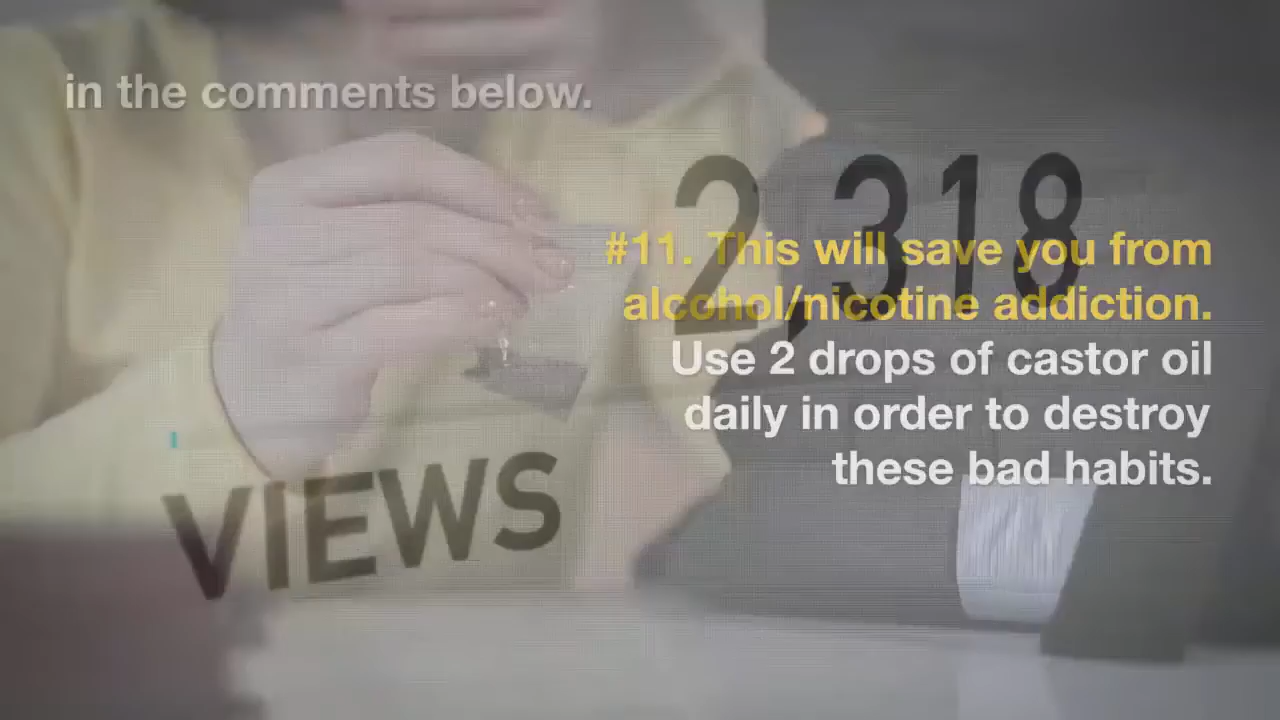 in the comments below.
2,318
#11. This will save you from
alcohol/nicotine addiction.
Use 2 drops of castor oil
daily in order to destroy
these bad habits.
VIEWS